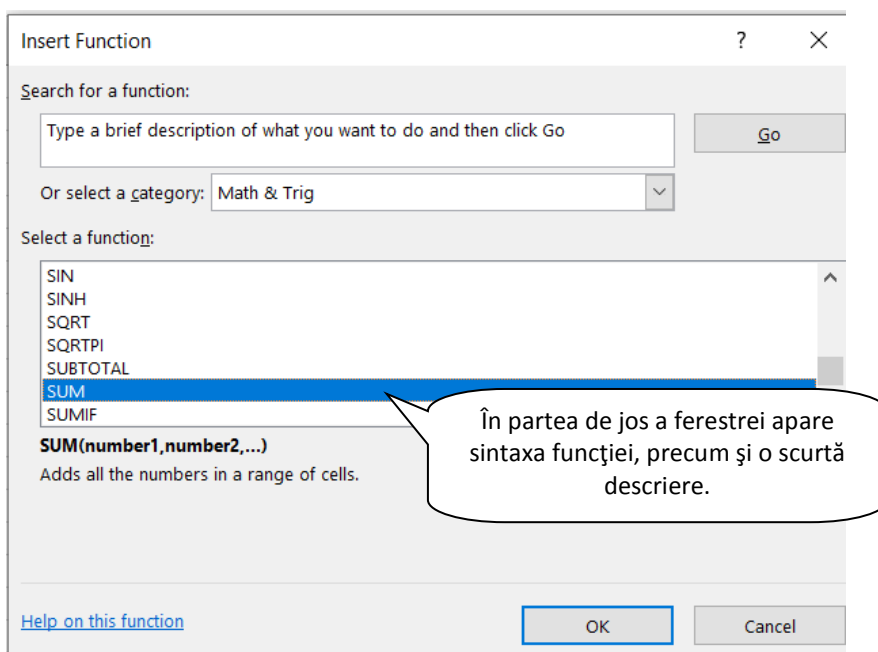 Insert Function
?
Search for a function:
Type a brief description of what you want to do and then click Go
Go
Or select a category:
Math & Trig
Select a function:
SIN
SINH
SQRT
SQRTPI
SUBTOTAL
SUM
SUMIF
SUM(number1,number2,...)
Adds all the numbers in a range of cells.
În partea de jos a ferestrei apare
sintaxa funcţiei, precum şi o scurtă
descriere.
Help on this function
OK
Cancel